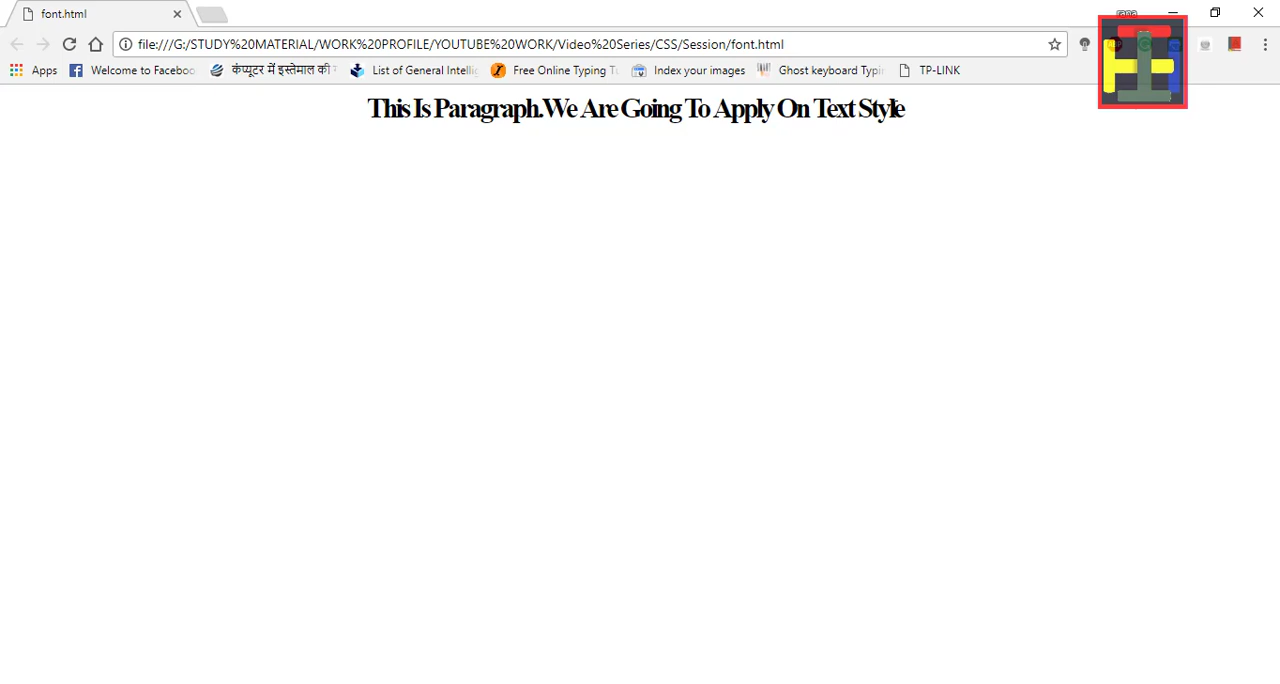 font.html
rana
file:///G:/STUDY%20MATERIAL/WORK%20PROFILE/YOUTUBE%20WORK/Video%20Series/CSS/Session/font.html
Apps Welcome to Faceboo कंप्यूटर में इस्तेमाल की List of General Intellig Free Online Typing T Index your images Ghost keyboard Typi TP-LINK
This Is Paragraph.We Are Going To Apply On Text Style